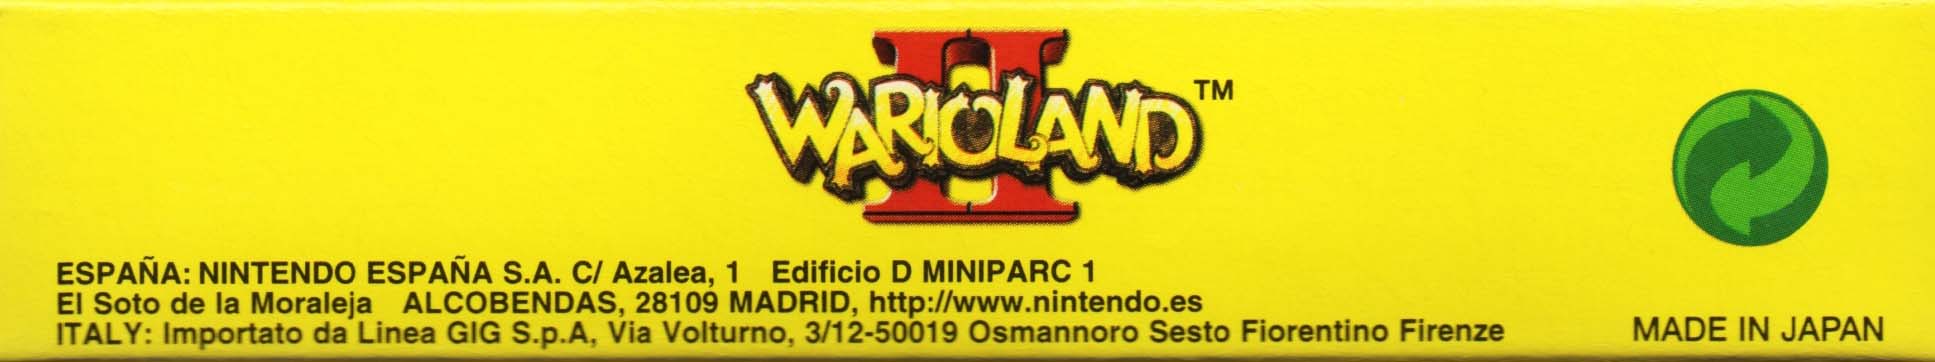 II
WARIOLAND™
ESPAÑA: NINTENDO ESPAÑA S.A. C/ Azalea, 1 Edificio D MINIPARC 1
El Soto de la Moraleja ALCOBENDAS, 28109 MADRID, http://www.nintendo.es
ITALY: Importato da Linea GIG S.p.A, Via Volturno, 3/12-50019 Osmannoro Sesto Fiorentino Firenze
MADE IN JAPAN